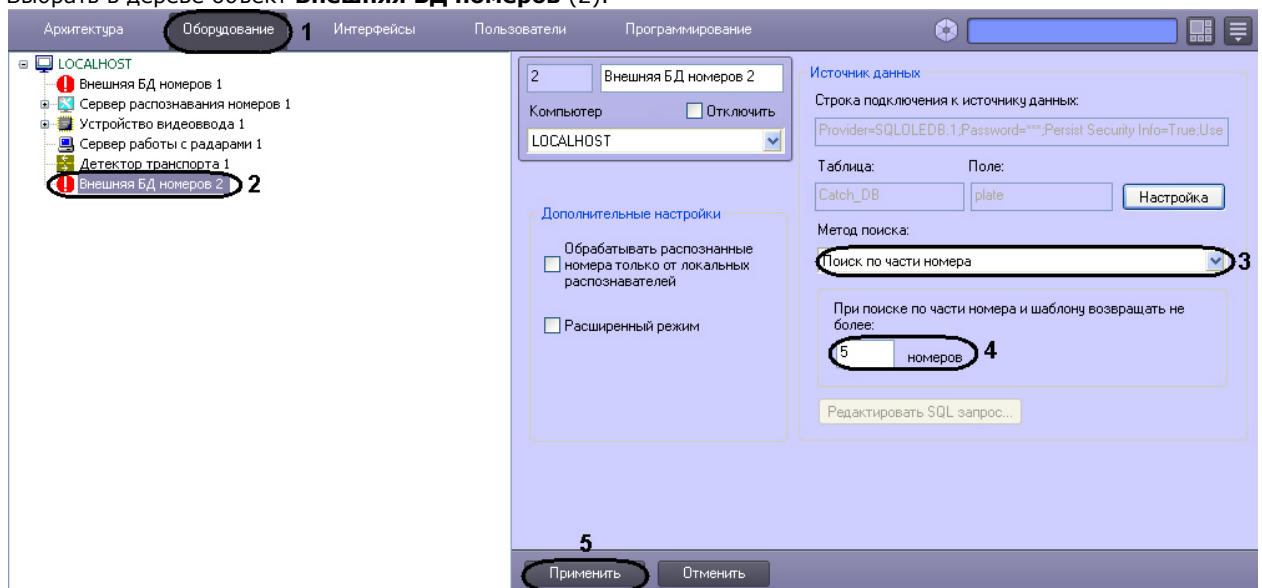 Выбрать в дереве объект Внешняя БД номеров (2).
Архитектура Оборудование 1 Интерфейсы Пользователи Программирование
LOCALHOST
Внешняя БД номеров 1
Сервер распознавания номеров 1
Устройство видеоввода 1
Сервер работы с радарами 1
Детектор транспорта 1
Внешняя БД номеров 2 2
2 Внешняя БД номеров 2
Компьютер Отключить
LOCALHOST
Дополнительные настройки
Обрабатывать распознанные
номера только от локальных
распознавателей
Расширенный режим
Источник данных
Строка подключения к источнику данных:
Provider=SQLOLEDB.1;Password=***;Persist Security Info=True;Use
Таблица: Поле:
Catch_DB plate Настройка
Метод поиска:
Поиск по части номера 3
При поиске по части номера и шаблону возвращать не
более:
5 номеров 4
Редактировать SQL запрос...
5
Применить Отменить